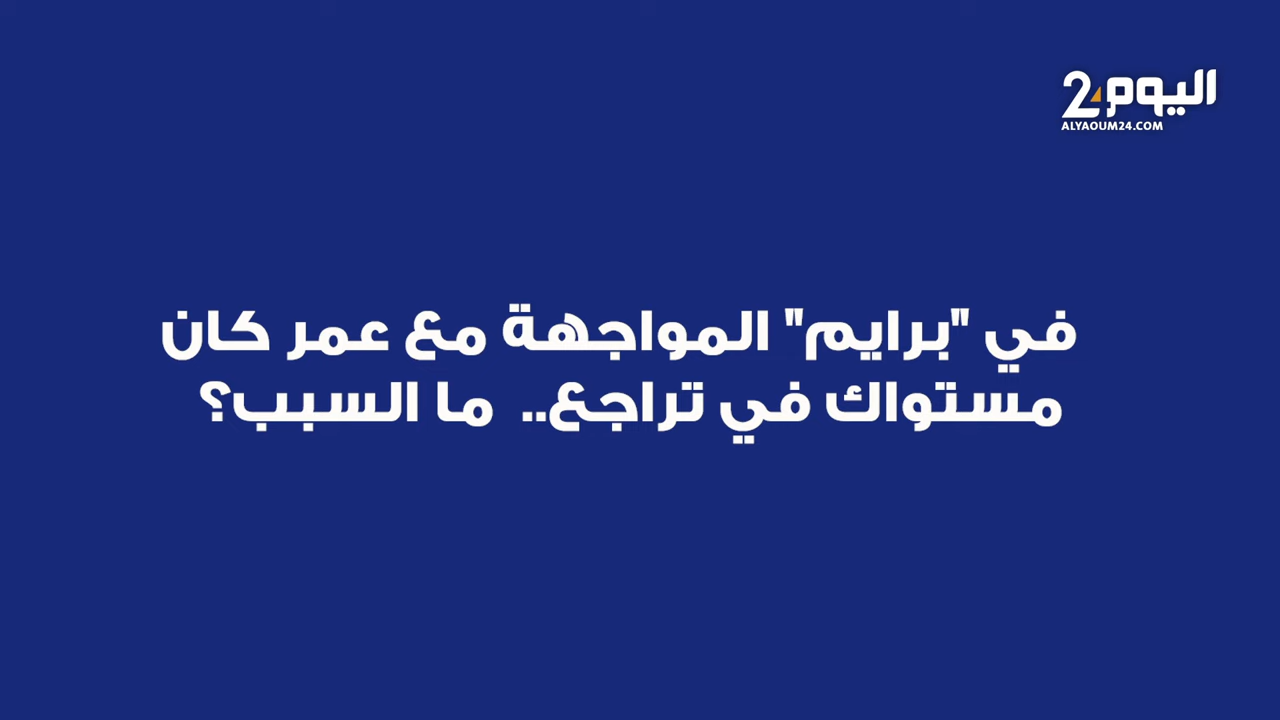 اليوم24
ALYAOUM24.COM
في "برايم" المواجهة مع عمر كان
مستواك في تراجع.. ما السبب؟